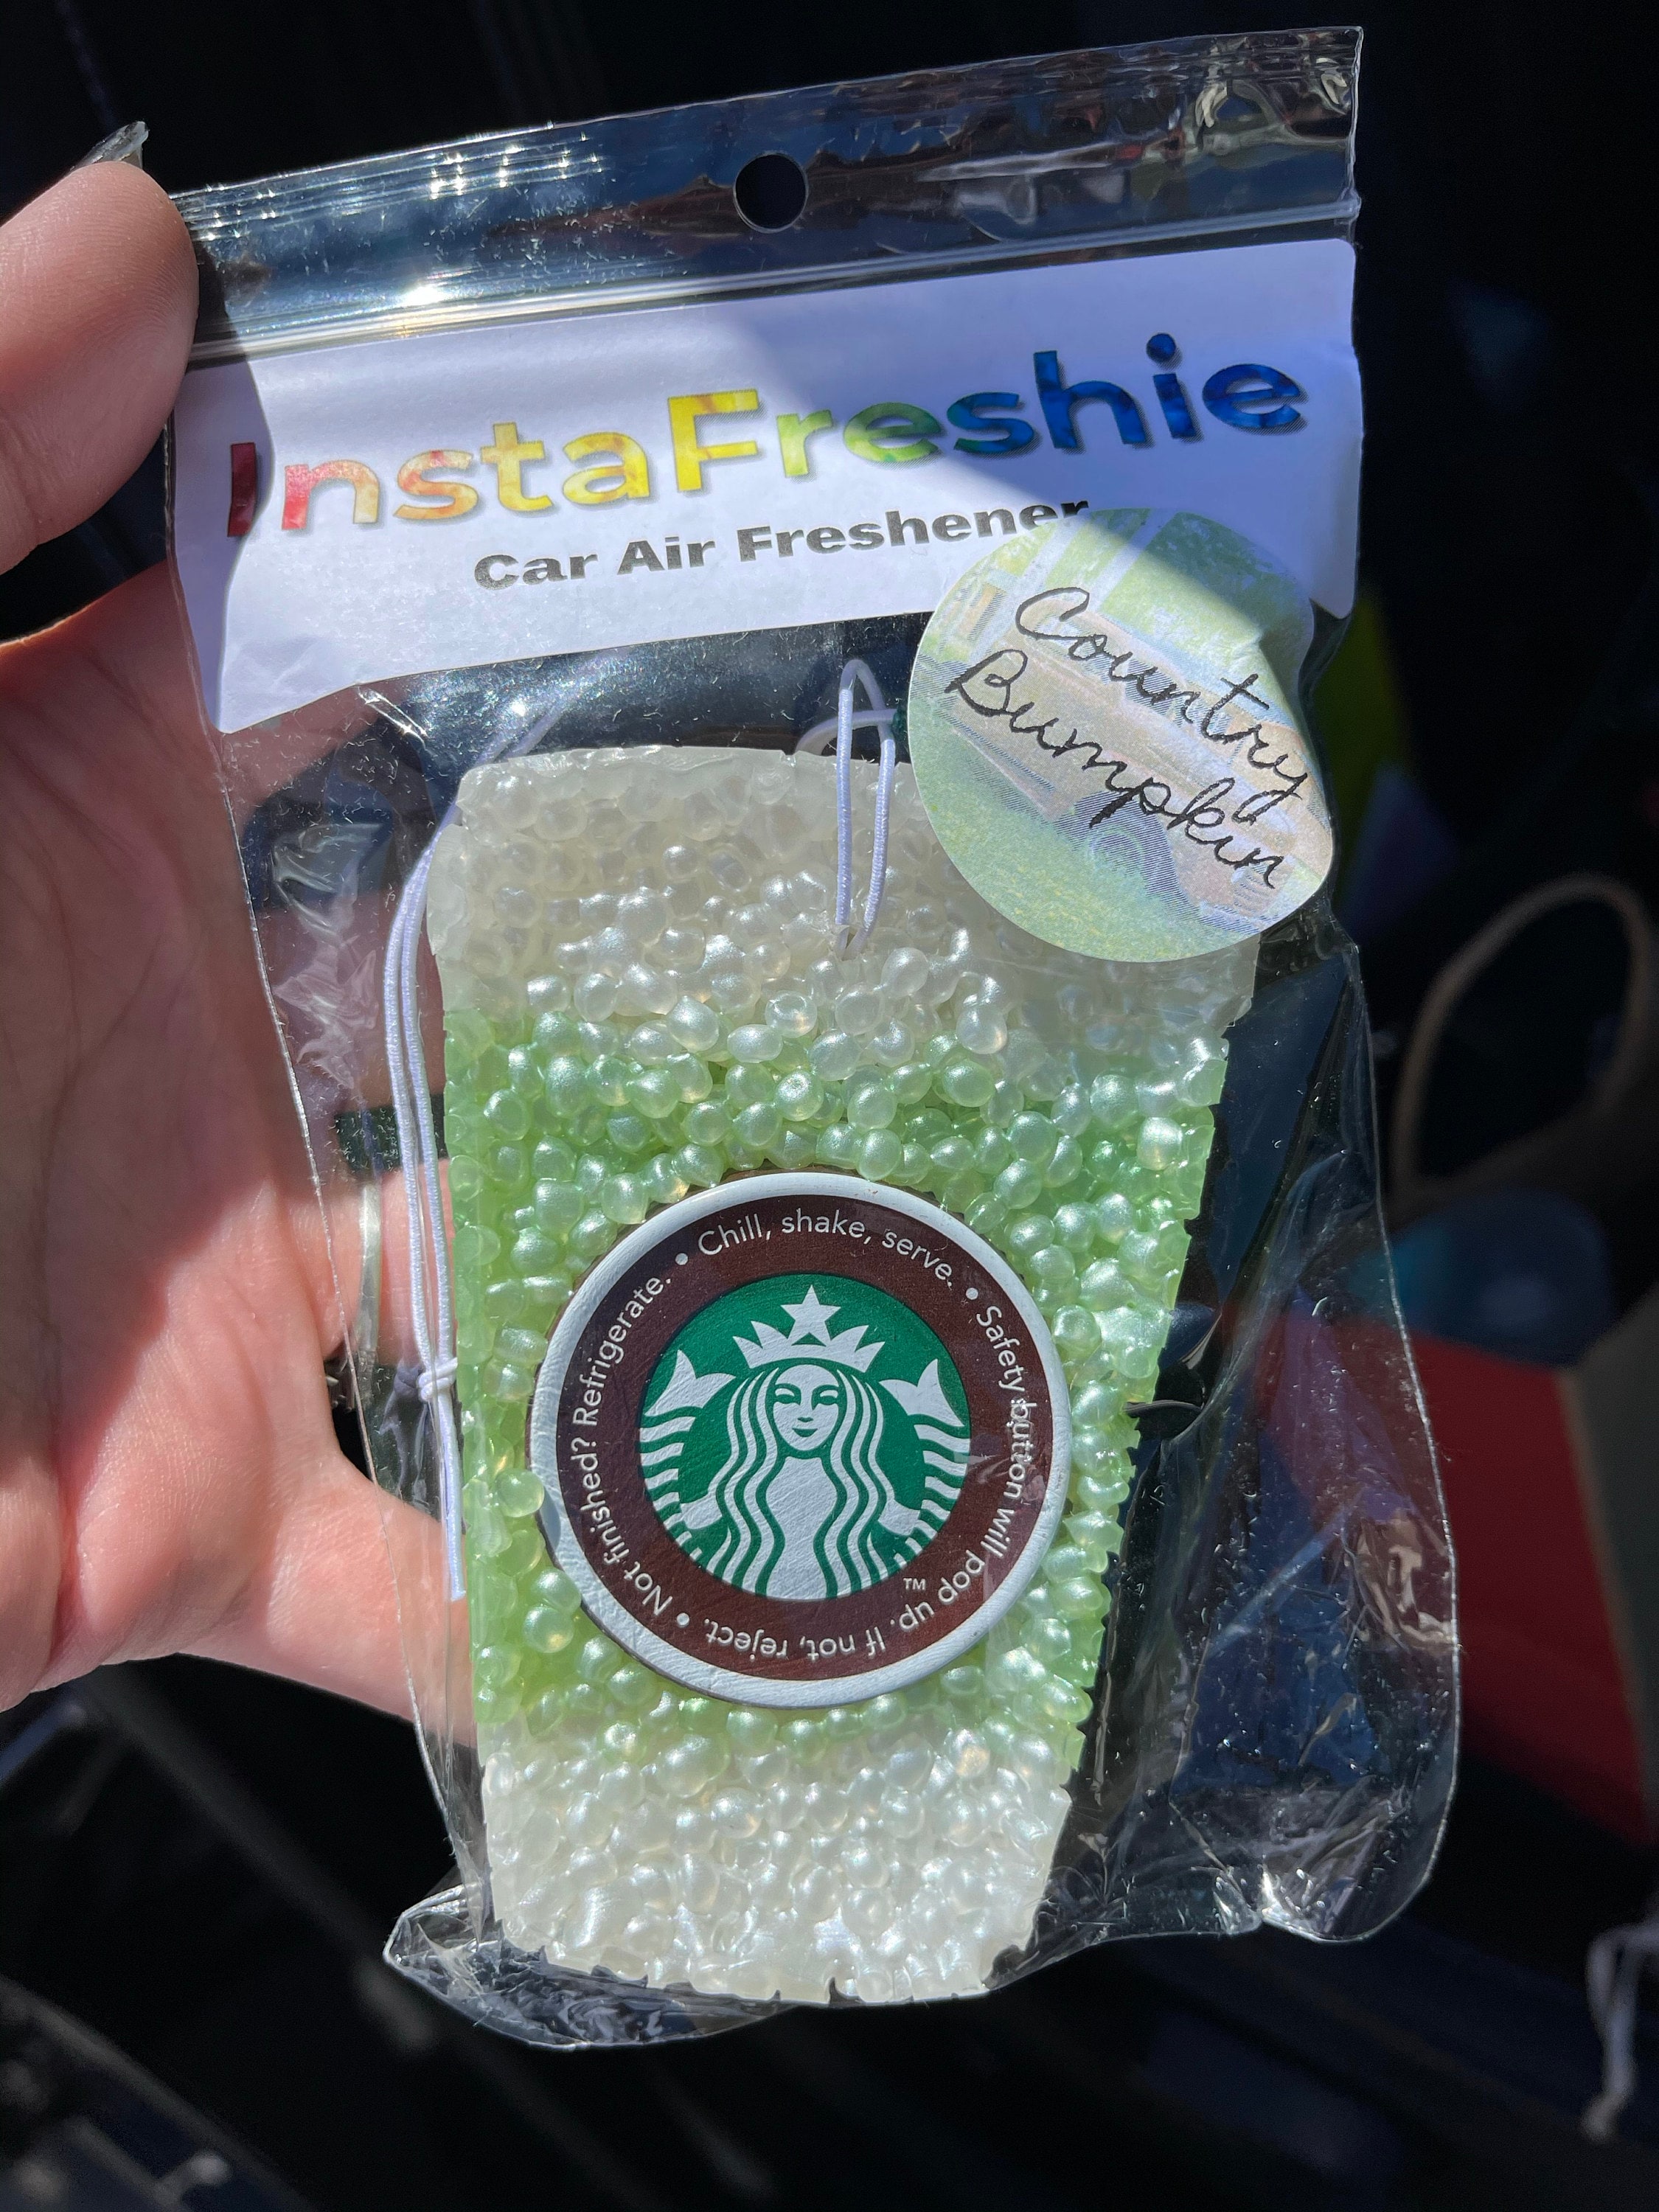 InstaFreshie
Car Air Freshener
Country
Bumpkin
• Chill, shake, serve. • Safety button will pop up. If not, reject. • Not finished? Refrigerate.
TM